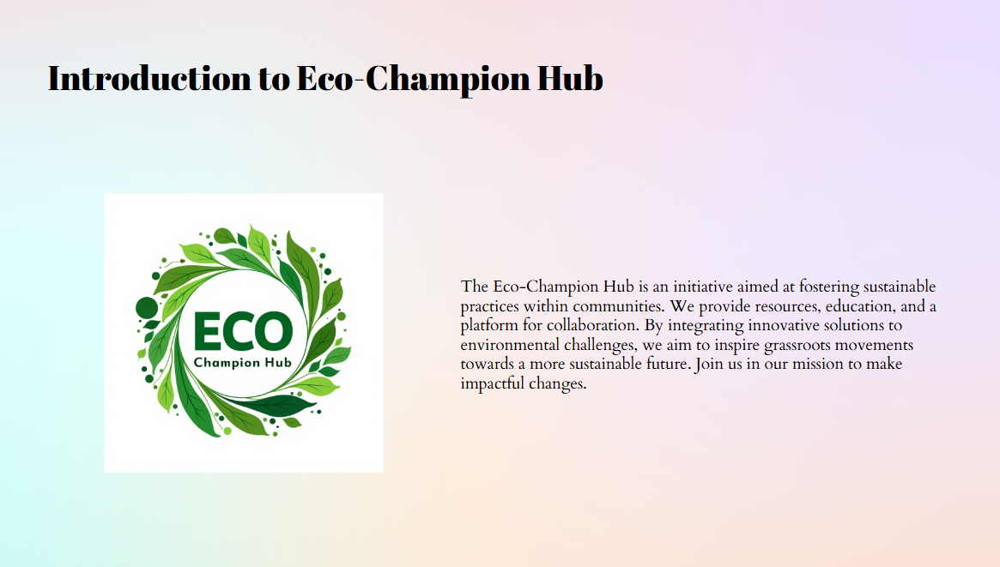 Introduction to Eco-Champion Hub
ECO
Champion Hub
The Eco-Champion Hub is an initiative aimed at fostering sustainable
practices within communities. We provide resources, education, and a
platform for collaboration. By integrating innovative solutions to
environmental challenges, we aim to inspire grassroots movements
towards a more sustainable future. Join us in our mission to make
impactful changes.